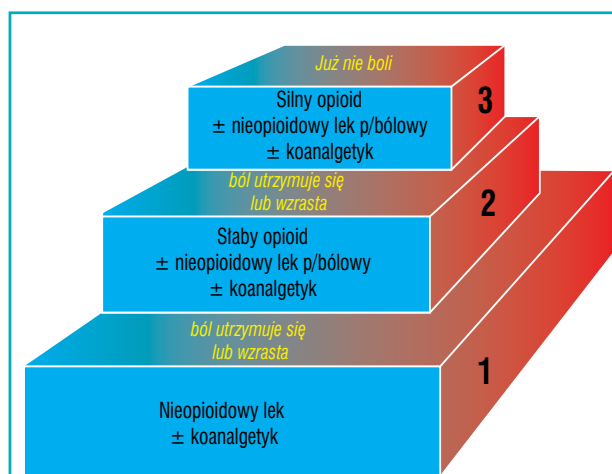 Już nie boli
Silny opioid
± nieopioidowy lek p/bólowy
± koanalgetyk
3
ból utrzymuje się
lub wzrasta
Słaby opioid
± nieopioidowy lek p/bólowy
± koanalgetyk
2
ból utrzymuje się
lub wzrasta
Nieopioidowy lek
± koanalgetyk
1